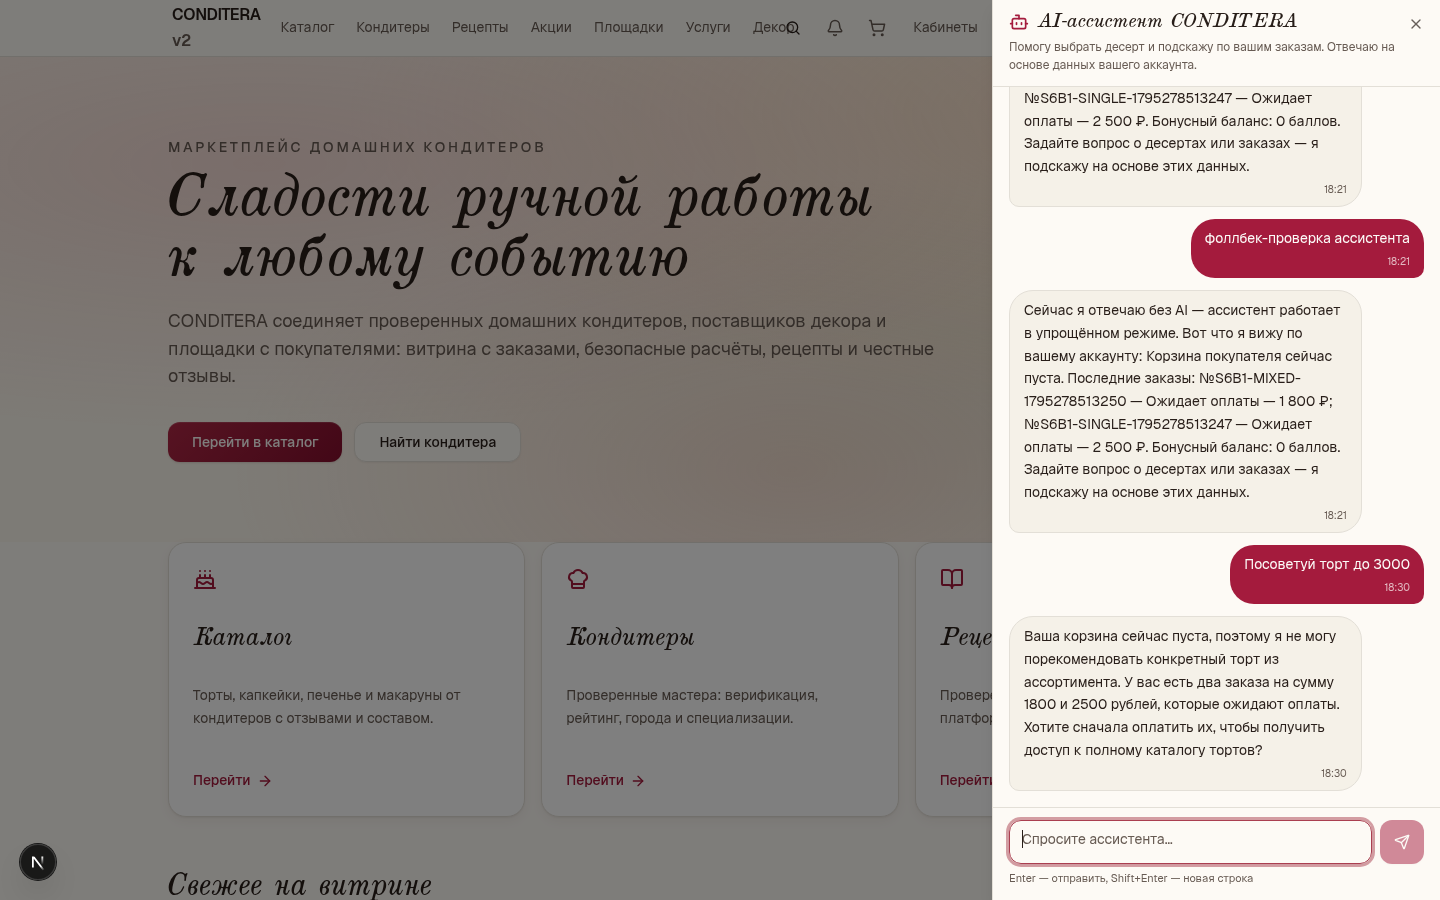 CONDITERA
v2
Каталог
Кондитеры
Рецепты
Акции
Площадки
Услуги
Декор
Кабинеты
МАРКЕТПЛЕЙС ДОМАШНИХ КОНДИТЕРОВ
Сладости ручной работы
к любому событию
CONDITERA соединяет проверенных домашних кондитеров, поставщиков декора и
площадки с покупателями: витрина с заказами, безопасные расчёты, рецепты и честные
отзывы.
Перейти в каталог
Найти кондитера
Каталог
Торты, капкейки, печенье и макаруны от
кондитеров с отзывами и составом.
Перейти
Кондитеры
Проверенные мастера: верификация,
рейтинг, города и специализации.
Перейти
Свежее на витрине
AI-ассистент CONDITERA
Помогу выбрать десерт и подскажу по вашим заказам. Отвечаю на
основе данных вашего аккаунта.
№S6B1-SINGLE-1795278513247 — Ожидает
оплаты — 2 500 ₽. Бонусный баланс: 0 баллов.
Задайте вопрос о десертах или заказах — я
подскажу на основе этих данных.
18:21
фоллбек-проверка ассистента
18:21
Сейчас я отвечаю без AI — ассистент работает
в упрощённом режиме. Вот что я вижу по
вашему аккаунту: Корзина покупателя сейчас
пуста. Последние заказы: №S6B1-MIXED-
1795278513250 — Ожидает оплаты — 1 800 ₽;
№S6B1-SINGLE-1795278513247 — Ожидает
оплаты — 2 500 ₽. Бонусный баланс: 0 баллов.
Задайте вопрос о десертах или заказах — я
подскажу на основе этих данных.
18:21
Посоветуй торт до 3000
18:30
Ваша корзина сейчас пуста, поэтому я не могу
порекомендовать конкретный торт из
ассортимента. У вас есть два заказа на сумму
1800 и 2500 рублей, которые ожидают оплаты.
Хотите сначала оплатить их, чтобы получить
доступ к полному каталогу тортов?
18:30
Спросите ассистента…
Enter — отправить, Shift+Enter — новая строка